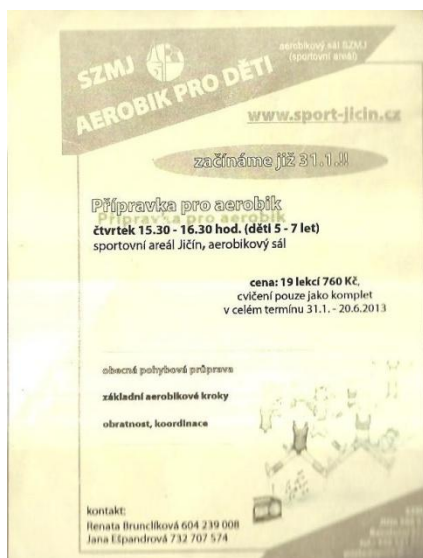 SZMJ
AEROBIK PRO DĚTI
aerobikový sál SZMJ
(sportovní areál)
www.sport-jicin.cz
začínáme již 31.1.!!
Přípravka pro aerobik
čtvrtek 15.30 - 16.30 hod. (děti 5 - 7 let)
sportovní areál Jičín, aerobikový sál
cena: 19 lekcí 760 Kč,
cvičení pouze jako komplet
v celém termínu 31.1. - 20.6.2013
obecná pohybová průprava
základní aerobikové kroky
obratnost, koordinace
kontakt:
Renata Brunclíková 604 239 008
Jana Ešpandrová 732 707 574